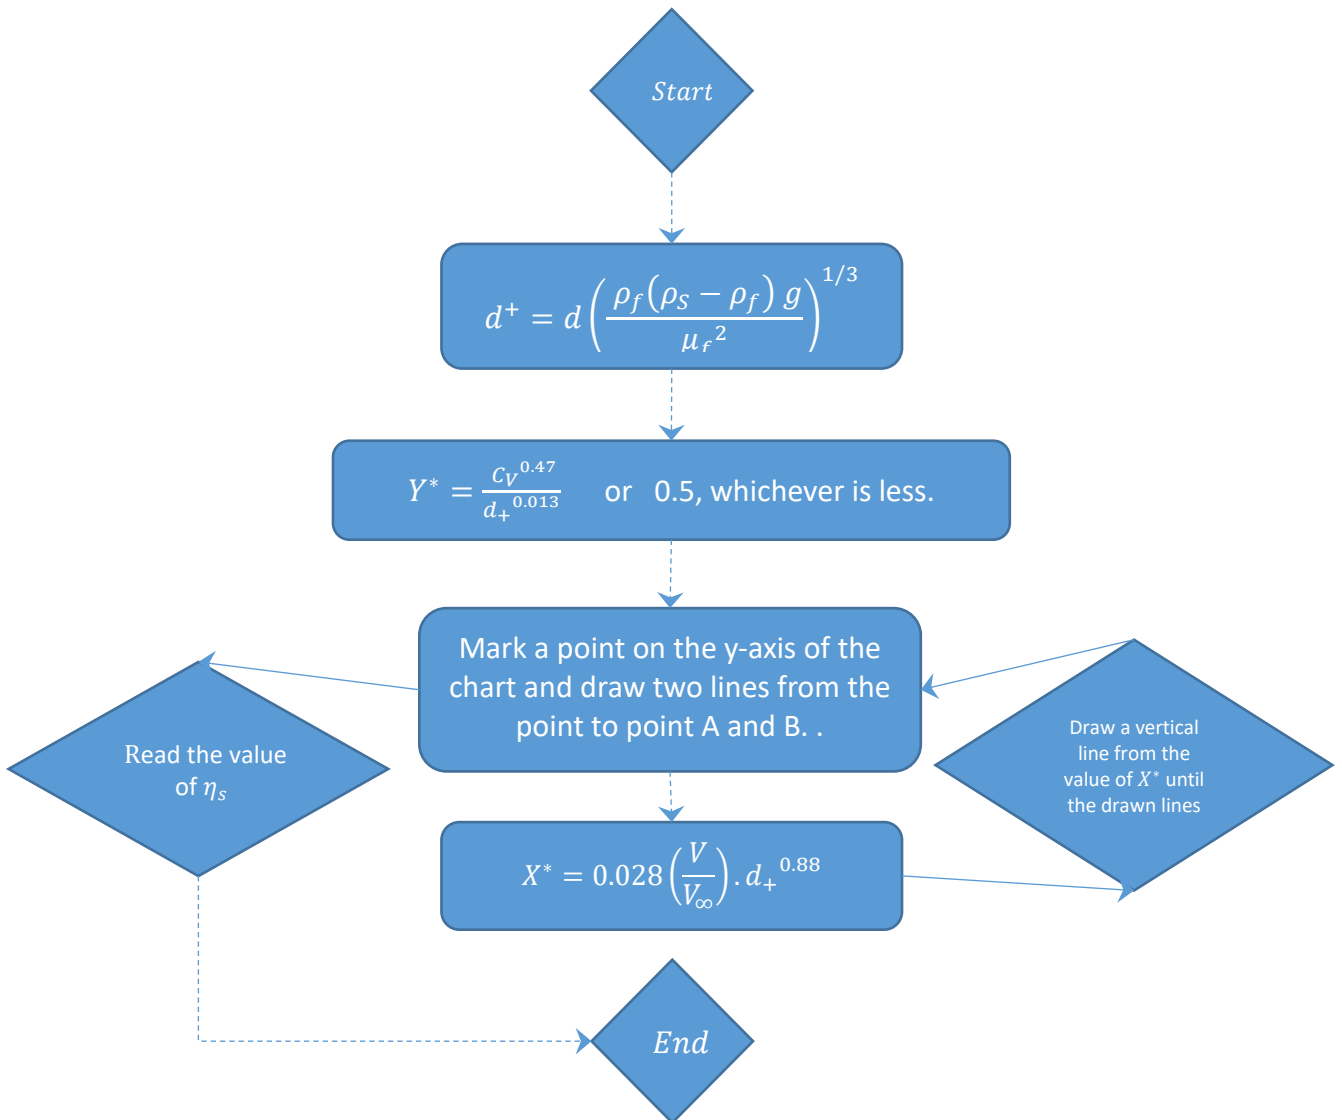 Start
d⁺ = d (ρ_f(ρ_S − ρ_f) g / μ_f²)^{1/3}
Y* = C_V^{0.47} / d₊^{0.013} or 0.5, whichever is less.
Mark a point on the y-axis of the
chart and draw two lines from the
point to point A and B. .
Read the value
of η_s
Draw a vertical
line from the
value of X* until
the drawn lines
X* = 0.028 (V / V_∞) . d₊^{0.88}
End